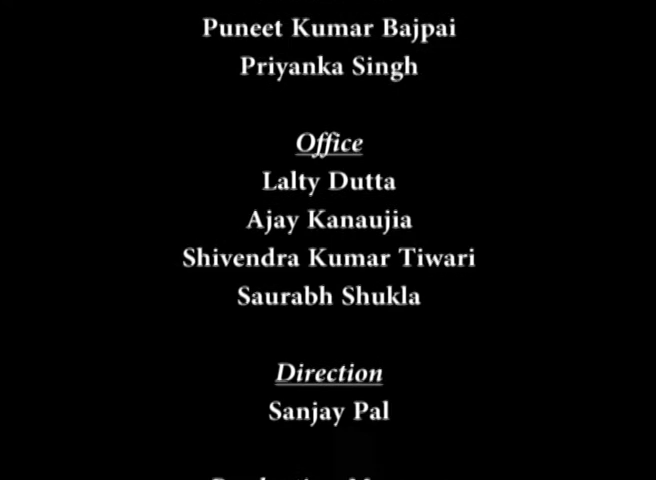 Puneet Kumar Bajpai
Priyanka Singh
Office
Lalty Dutta
Ajay Kanaujia
Shivendra Kumar Tiwari
Saurabh Shukla
Direction
Sanjay Pal